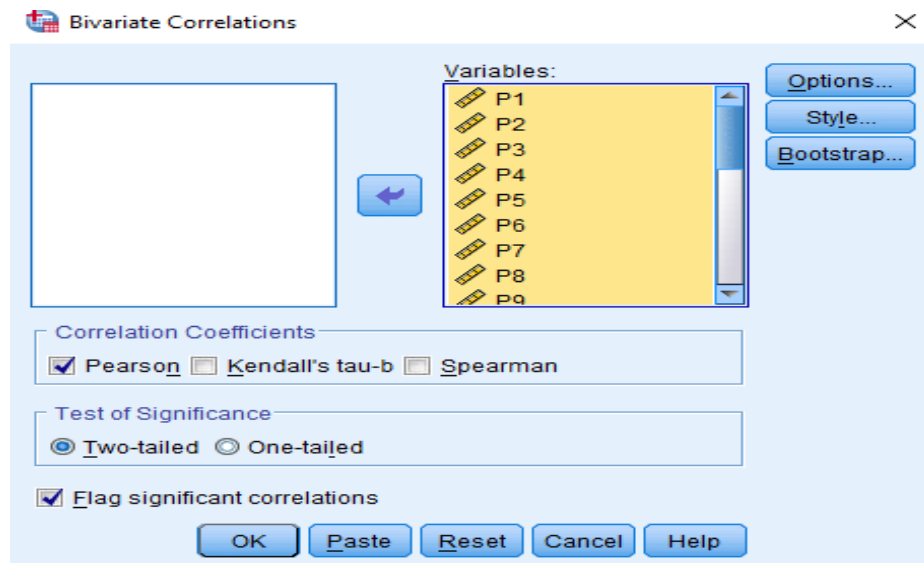 Bivariate Correlations
Variables:
P1
P2
P3
P4
P5
P6
P7
P8
P9
Options...
Style...
Bootstrap...
Correlation Coefficients
Pearson Kendall's tau-b Spearman
Test of Significance
Two-tailed One-tailed
Flag significant correlations
OK Paste Reset Cancel Help